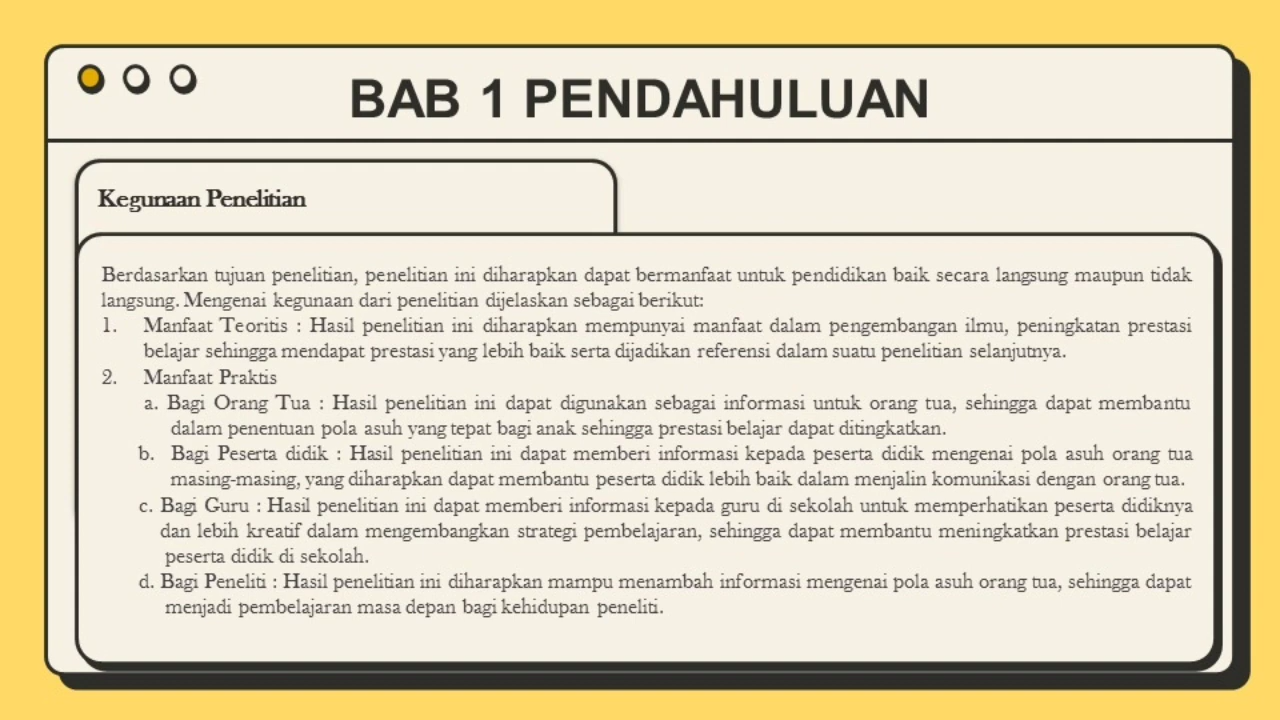 BAB 1 PENDAHULUAN
Kegunaan Penelitian
Berdasarkan tujuan penelitian, penelitian ini diharapkan dapat bermanfaat untuk pendidikan baik secara langsung maupun tidak
langsung. Mengenai kegunaan dari penelitian dijelaskan sebagai berikut:
1. Manfaat Teoritis : Hasil penelitian ini diharapkan mempunyai manfaat dalam pengembangan ilmu, peningkatan prestasi
belajar sehingga mendapat prestasi yang lebih baik serta dijadikan referensi dalam suatu penelitian selanjutnya.
2. Manfaat Praktis
a. Bagi Orang Tua : Hasil penelitian ini dapat digunakan sebagai informasi untuk orang tua, sehingga dapat membantu
dalam penentuan pola asuh yang tepat bagi anak sehingga prestasi belajar dapat ditingkatkan.
b. Bagi Peserta didik : Hasil penelitian ini dapat memberi informasi kepada peserta didik mengenai pola asuh orang tua
masing-masing, yang diharapkan dapat membantu peserta didik lebih baik dalam menjalin komunikasi dengan orang tua.
c. Bagi Guru : Hasil penelitian ini dapat memberi informasi kepada guru di sekolah untuk memperhatikan peserta didiknya
dan lebih kreatif dalam mengembangkan strategi pembelajaran, sehingga dapat membantu meningkatkan prestasi belajar
peserta didik di sekolah.
d. Bagi Peneliti : Hasil penelitian ini diharapkan mampu menambah informasi mengenai pola asuh orang tua, sehingga dapat
menjadi pembelajaran masa depan bagi kehidupan peneliti.